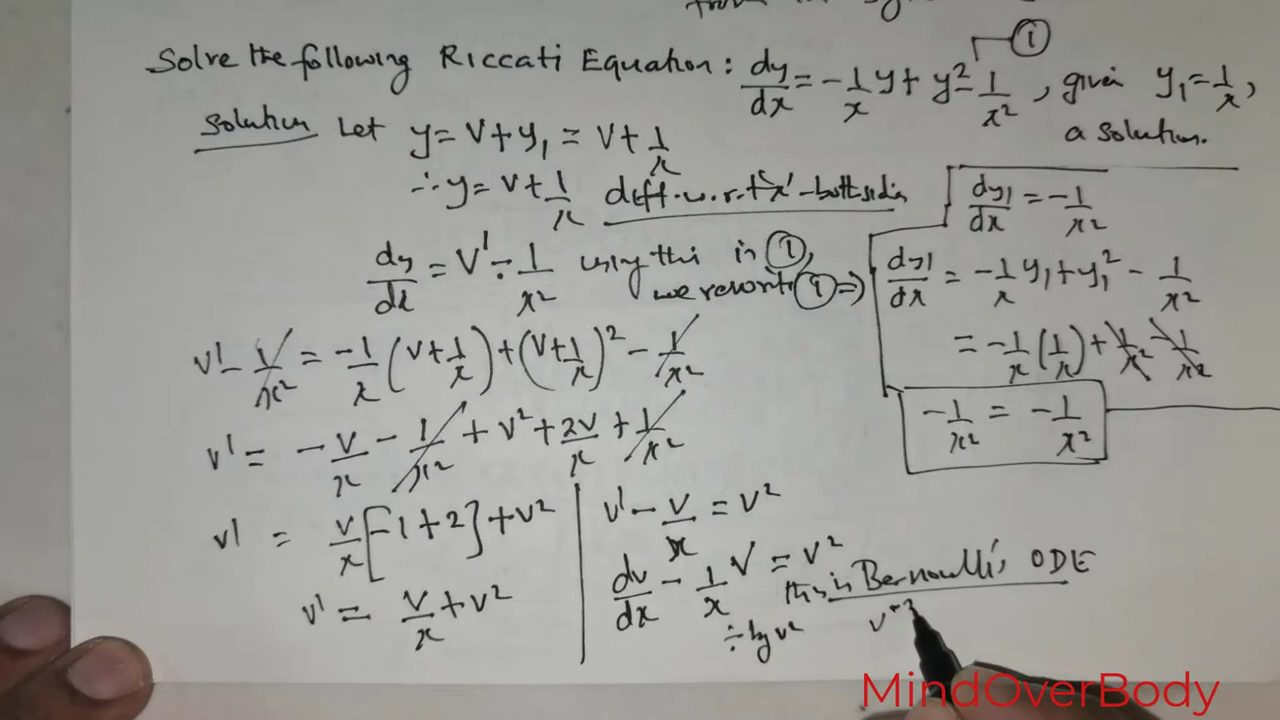 Solve the following Riccati Equation: dy/dx = -1/x y + y² - 1/x², given y₁ = 1/x,
①
a solution.
Solution Let y = V + y₁ = V + 1/x
∴ y = V + 1/x diff. w. r. t 'x' - both sides
dy/dx = V' - 1/x² using this in ①,
we rewrite ① ⇒
V' - 1/x² = -1/x (V + 1/x) + (V + 1/x)² - 1/x²
V' = -V/x - 1/x² + V² + 2V/x + 1/x²
V' = V/x [-1 + 2] + V²
V' = V/x + V²
dy₁/dx = -1/x²
dy₁/dx = -1/x y₁ + y₁² - 1/x²
= -1/x (1/x) + 1/x² - 1/x²
-1/x² = -1/x²
V' - V/x = V²
dv/dx - 1/x V = V²
this is Bernoulli's ODE
÷ by v²
MindOverBody